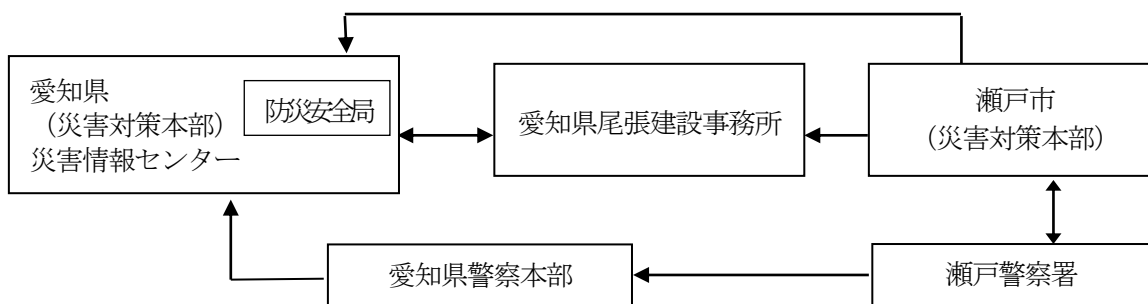 愛知県
（災害対策本部）
災害情報センター
防災安全局
愛知県尾張建設事務所
瀬戸市
（災害対策本部）
愛知県警察本部
瀬戸警察署